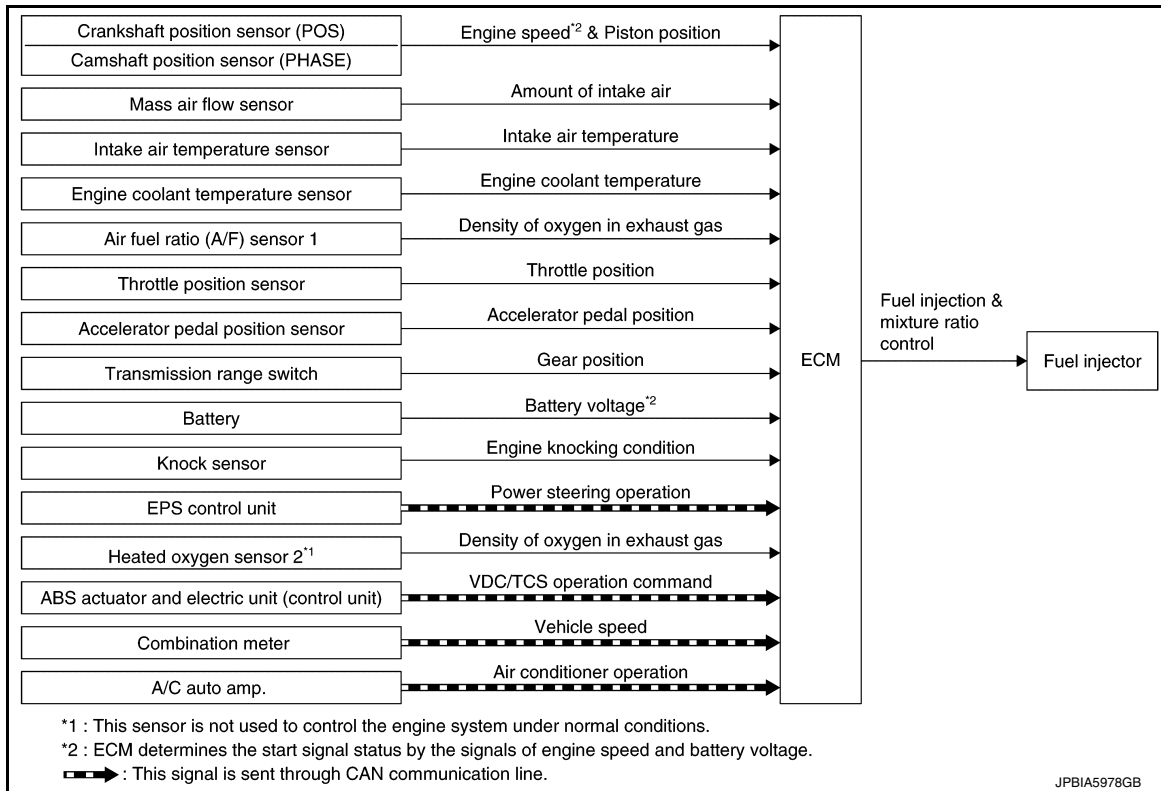 Crankshaft position sensor (POS)
Camshaft position sensor (PHASE)
Engine speed*2 & Piston position
Mass air flow sensor
Amount of intake air
Intake air temperature sensor
Intake air temperature
Engine coolant temperature sensor
Engine coolant temperature
Air fuel ratio (A/F) sensor 1
Density of oxygen in exhaust gas
Throttle position sensor
Throttle position
Accelerator pedal position sensor
Accelerator pedal position
Transmission range switch
Gear position
Battery
Battery voltage*2
Knock sensor
Engine knocking condition
EPS control unit
Power steering operation
Heated oxygen sensor 2*1
Density of oxygen in exhaust gas
ABS actuator and electric unit (control unit)
VDC/TCS operation command
Combination meter
Vehicle speed
A/C auto amp.
Air conditioner operation
ECM
Fuel injection &
mixture ratio
control
Fuel injector
*1 : This sensor is not used to control the engine system under normal conditions.
*2 : ECM determines the start signal status by the signals of engine speed and battery voltage.
: This signal is sent through CAN communication line.
JPBIA5978GB